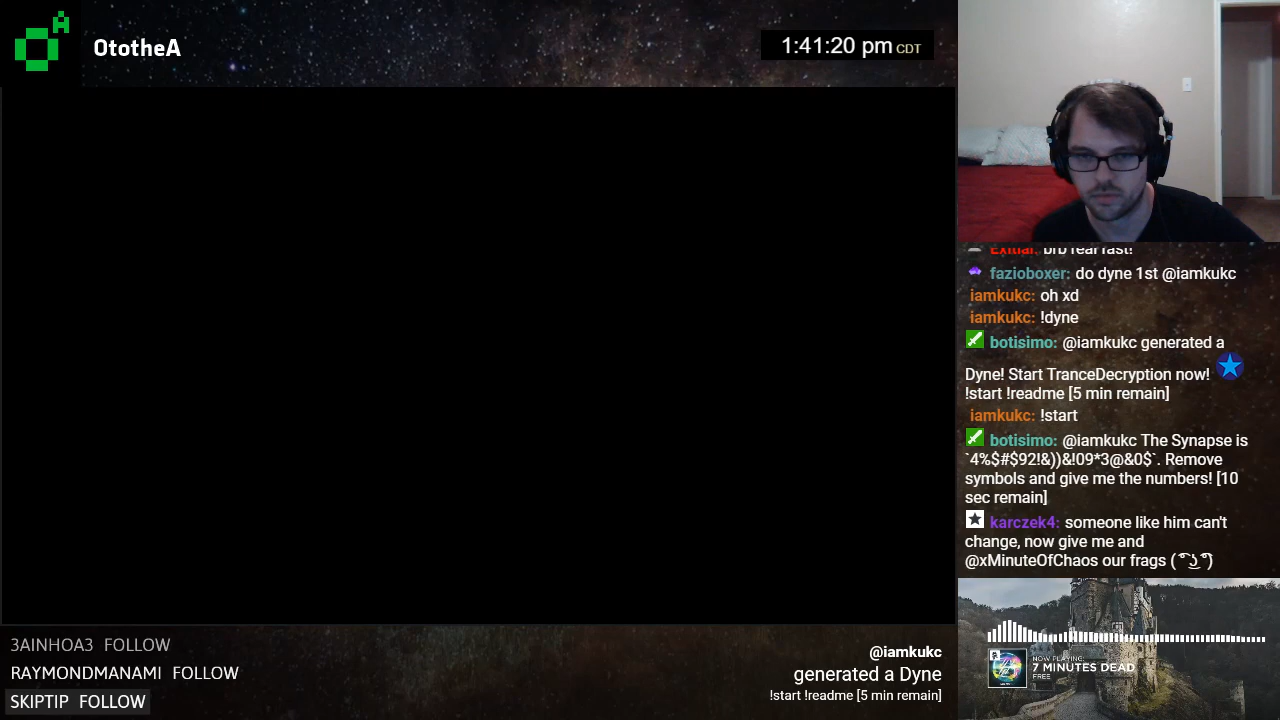 OtotheA
1:41:20 pm CDT
Exitial: brb rear fast!
fazioboxer: do dyne 1st @iamkukc
iamkukc: oh xd
iamkukc: !dyne
botisimo: @iamkukc generated a
Dyne! Start TranceDecryption now!
!start !readme [5 min remain]
iamkukc: !start
botisimo: @iamkukc The Synapse is
`4%$#$92!&))&!09*3@&0$`. Remove
symbols and give me the numbers! [10
sec remain]
karczek4: someone like him can't
change, now give me and
@xMinuteOfChaos our frags ( ͡° ͜ʖ ͡°)
3AINHOA3 FOLLOW
RAYMONDMANAMI FOLLOW
SKIPTIP FOLLOW
@iamkukc
generated a Dyne
!start !readme [5 min remain]
NOW PLAYING:
7 MINUTES DEAD
FREE